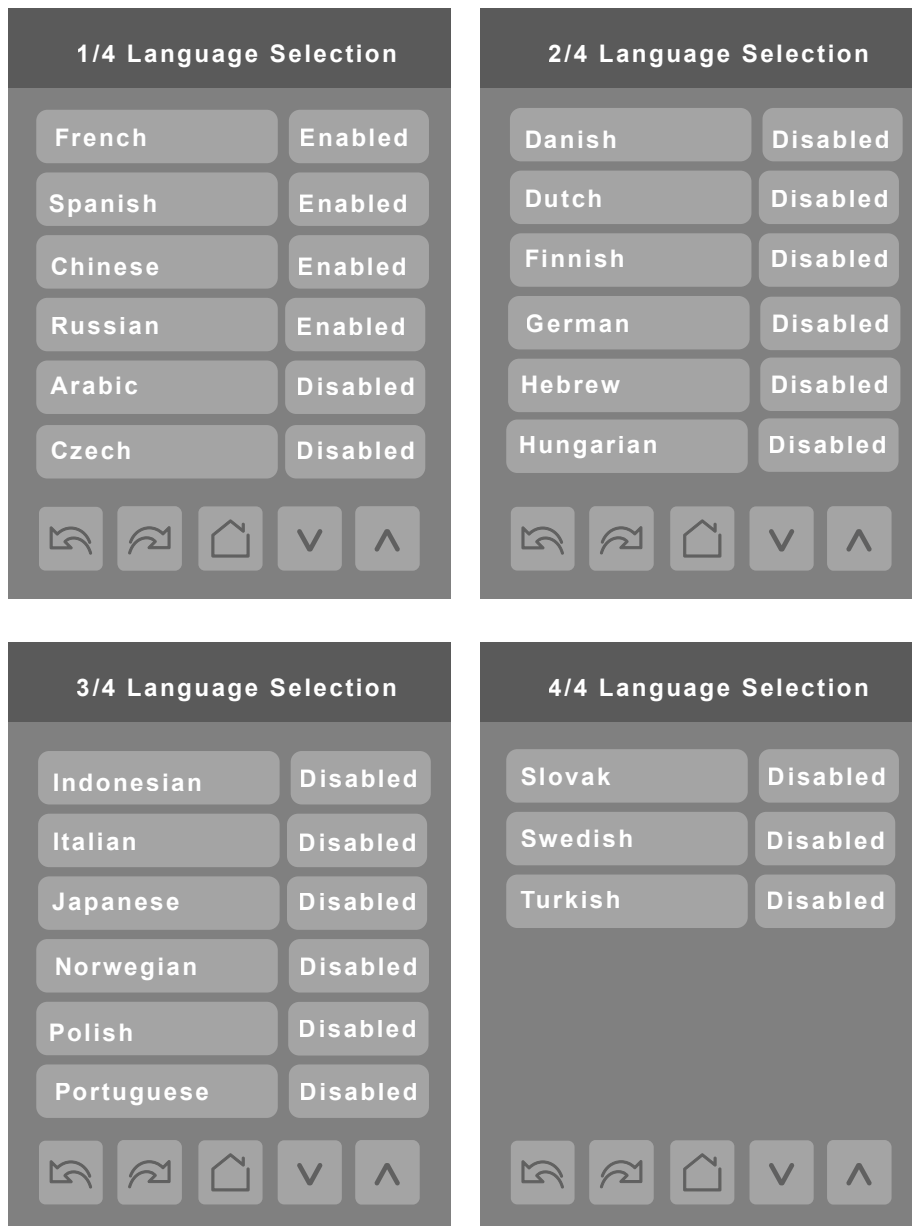 1/4 Language Selection
French Enabled
Spanish Enabled
Chinese Enabled
Russian Enabled
Arabic Disabled
Czech Disabled
2/4 Language Selection
Danish Disabled
Dutch Disabled
Finnish Disabled
German Disabled
Hebrew Disabled
Hungarian Disabled
3/4 Language Selection
Indonesian Disabled
Italian Disabled
Japanese Disabled
Norwegian Disabled
Polish Disabled
Portuguese Disabled
4/4 Language Selection
Slovak Disabled
Swedish Disabled
Turkish Disabled